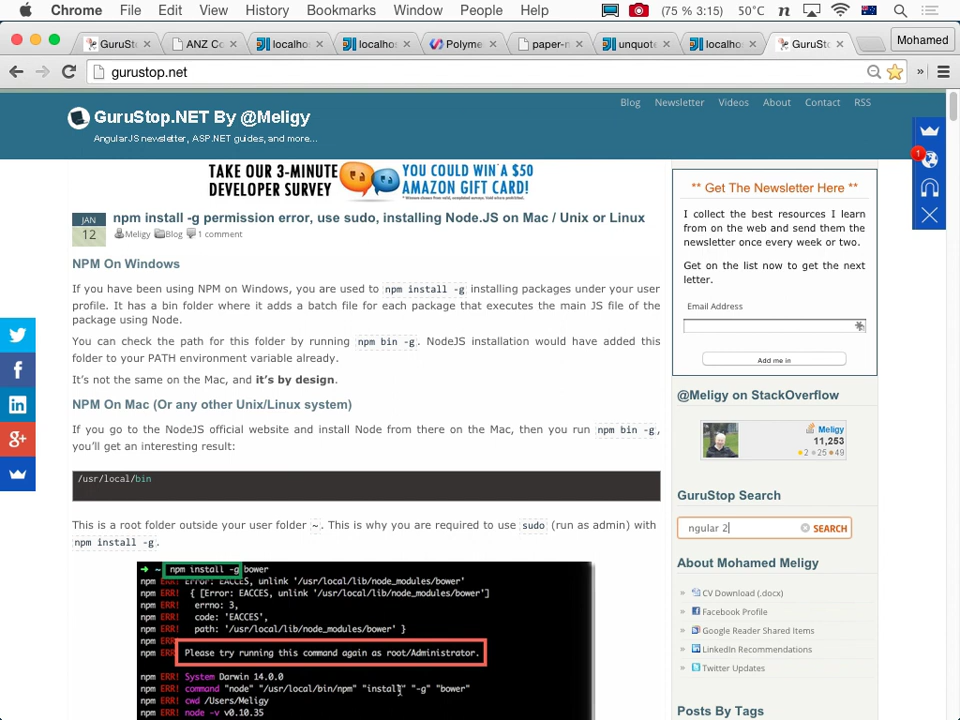 Chrome File Edit View History Bookmarks Window People Help (75 % 3:15) 50°C
GuruSto ANZ Co localho localho Polyme paper-n unquote localho GuruSto Mohamed
gurustop.net
GuruStop.NET By @Meligy
AngularJS newsletter, ASP.NET guides, and more...
Blog Newsletter Videos About Contact RSS
TAKE OUR 3-MINUTE DEVELOPER SURVEY
YOU COULD WIN A $50 AMAZON GIFT CARD!
JAN
12
npm install -g permission error, use sudo, installing Node.JS on Mac / Unix or Linux
Meligy Blog 1 comment
NPM On Windows
If you have been using NPM on Windows, you are used to npm install -g installing packages under your user
profile. It has a bin folder where it adds a batch file for each package that executes the main JS file of the
package using Node.
You can check the path for this folder by running npm bin -g. NodeJS installation would have added this
folder to your PATH environment variable already.
It's not the same on the Mac, and it's by design.
NPM On Mac (Or any other Unix/Linux system)
If you go to the NodeJS official website and install Node from there on the Mac, then you run npm bin -g,
you'll get an interesting result:
/usr/local/bin
This is a root folder outside your user folder ~. This is why you are required to use sudo (run as admin) with
npm install -g.
→ ~ npm install -g bower
npm ERR! Error: EACCES, unlink '/usr/local/lib/node_modules/bower'
npm ERR! { [Error: EACCES, unlink '/usr/local/lib/node_modules/bower']
npm ERR! errno: 3,
npm ERR! code: 'EACCES',
npm ERR! path: '/usr/local/lib/node_modules/bower' }
npm ERR!
npm ERR! Please try running this command again as root/Administrator.
npm ERR! System Darwin 14.0.0
npm ERR! command "node" "/usr/local/bin/npm" "install" "-g" "bower"
npm ERR! cwd /Users/Meligy
npm ERR! node -v v0.10.35
** Get The Newsletter Here **
I collect the best resources I learn
from on the web and send them the
newsletter once every week or two.
Get on the list now to get the next
letter.
Email Address
Add me in
@Meligy on StackOverflow
Meligy
11,253
2 25 49
GuruStop Search
ngular 2
SEARCH
About Mohamed Meligy
» CV Download (.docx)
» Facebook Profile
» Google Reader Shared Items
» LinkedIn Recommendations
» Twitter Updates
Posts By Tags
1